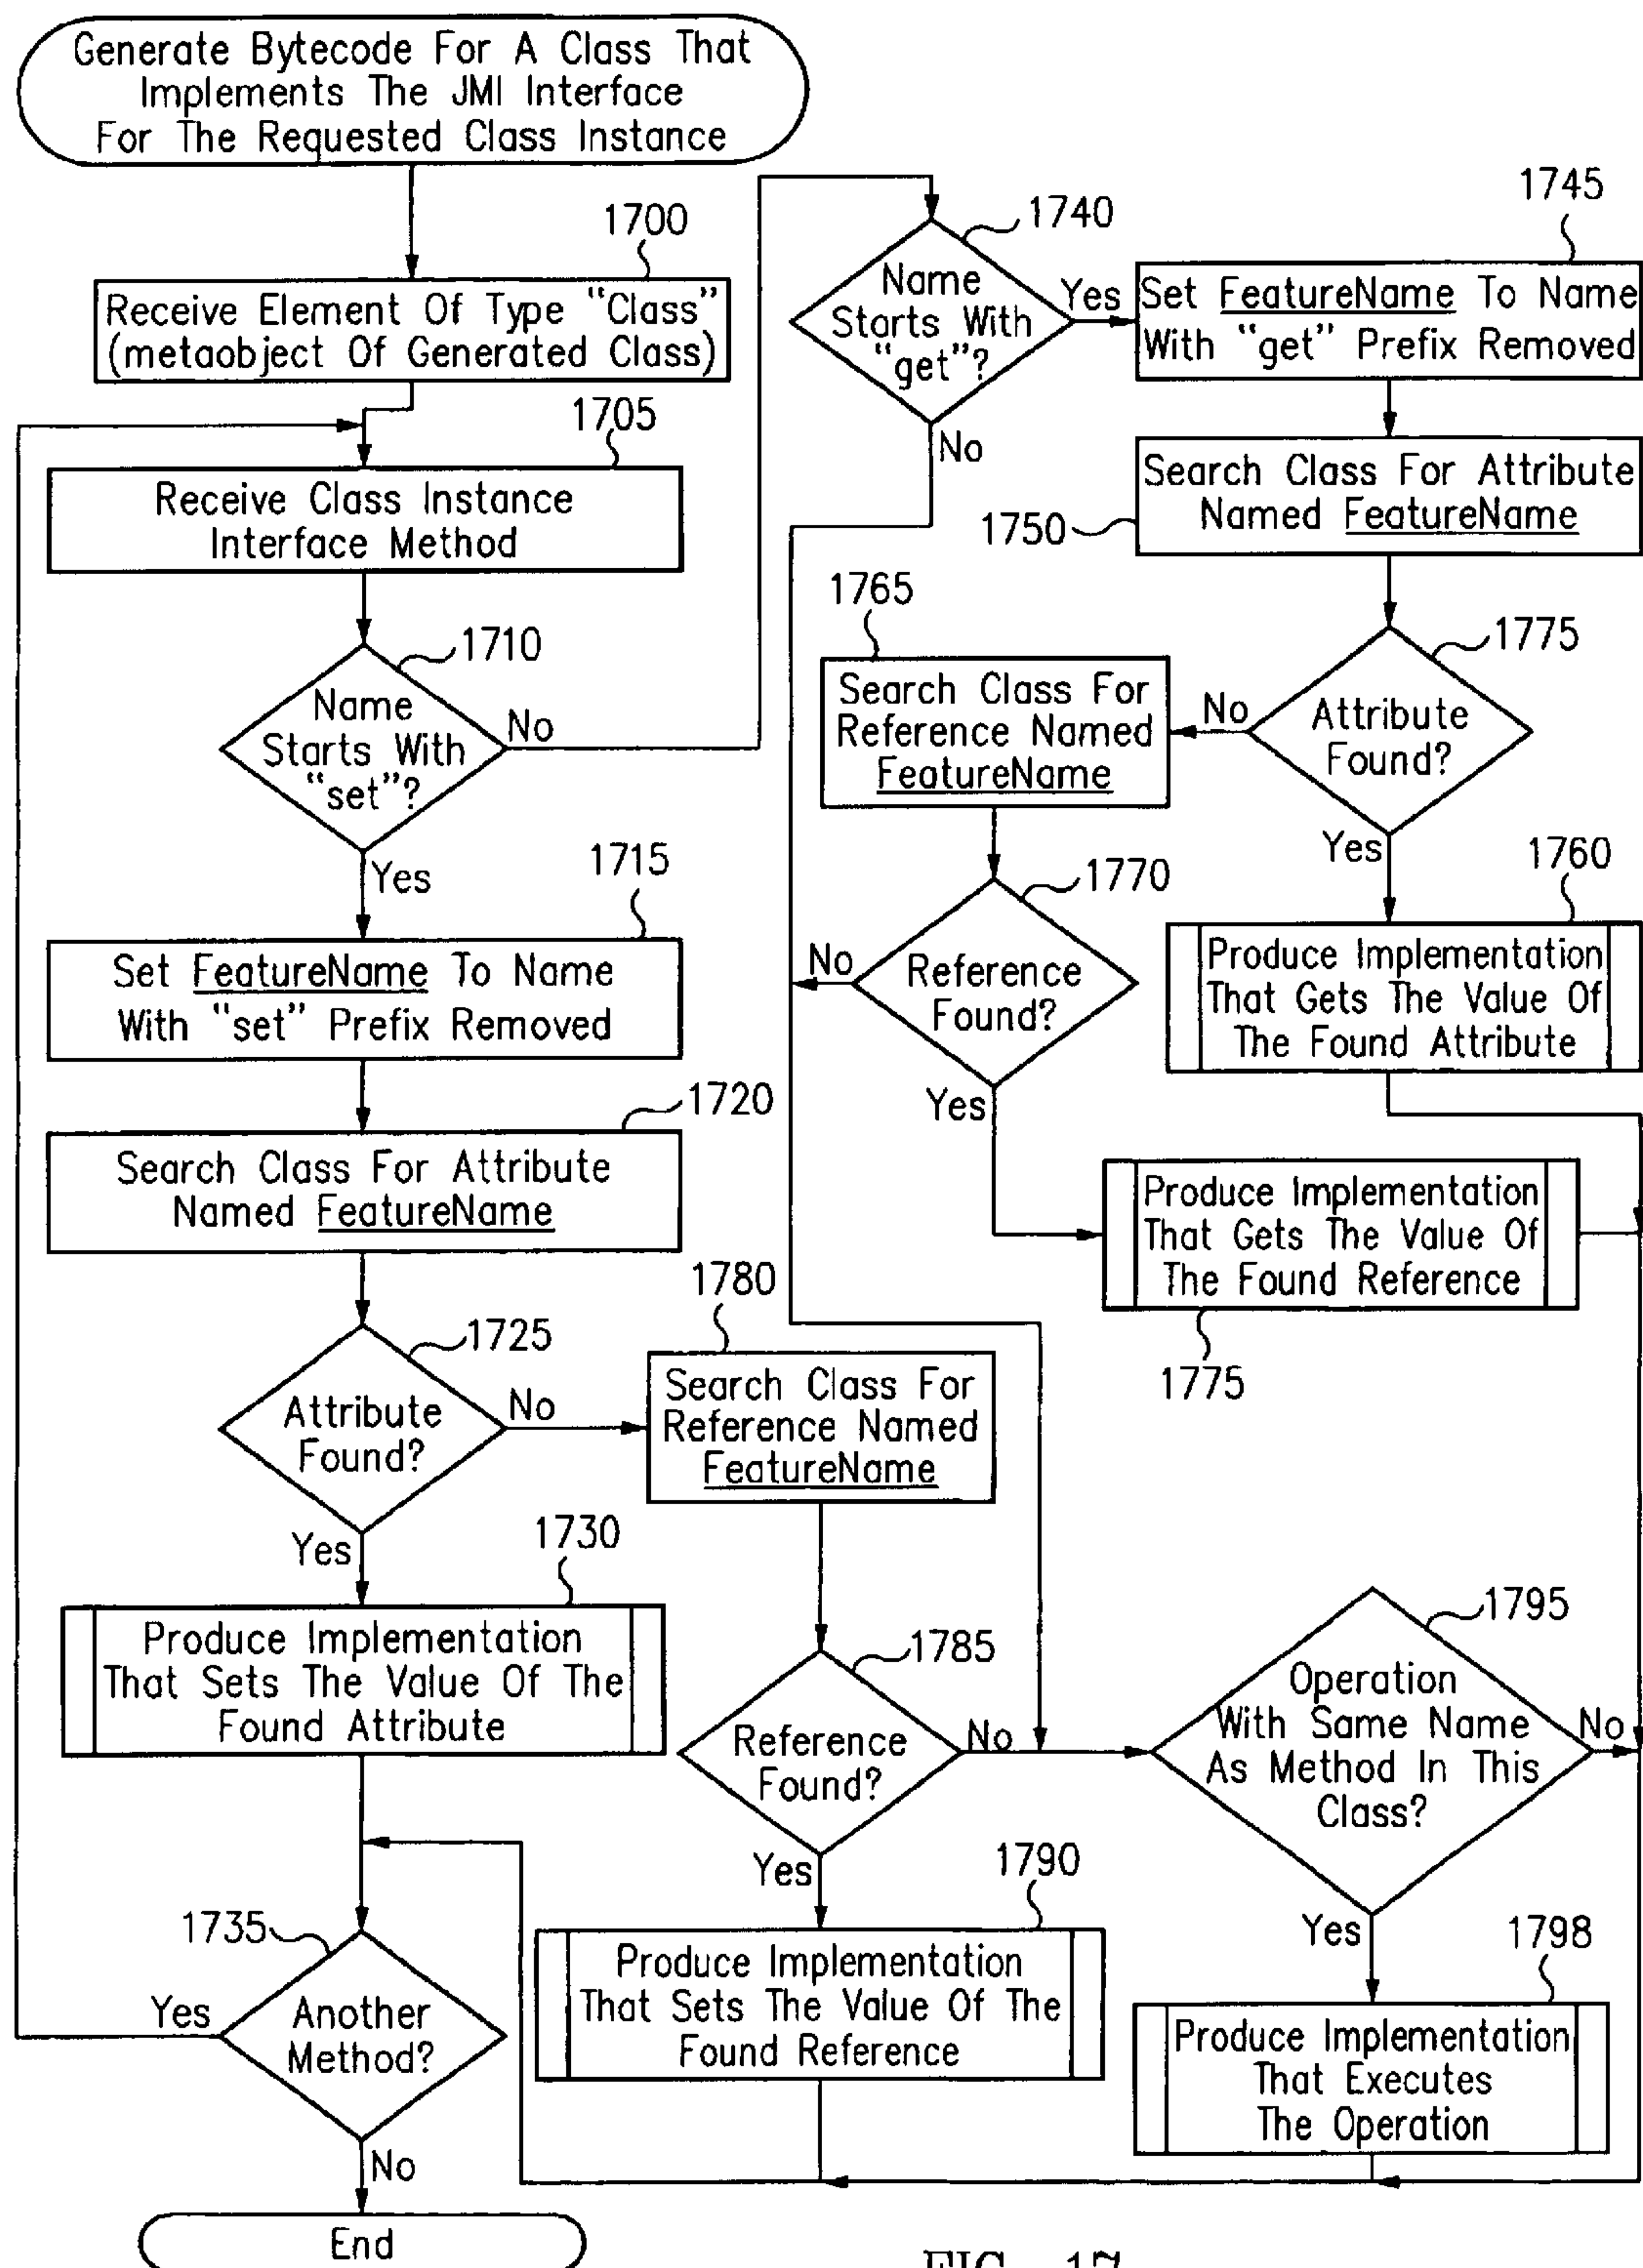 Generate Bytecode For A Class That
Implements The JMI Interface
For The Requested Class Instance
1700
Receive Element Of Type "Class"
(metaobject Of Generated Class)
1705
Receive Class Instance
Interface Method
1710
Name
Starts With
"set"?
No
Yes
1715
Set FeatureName To Name
With "set" Prefix Removed
1720
Search Class For Attribute
Named FeatureName
1725
Attribute
Found?
No
Yes
1730
Produce Implementation
That Sets The Value Of The
Found Attribute
1735
Another
Method?
Yes
No
End
1740
Name
Starts With
"get"?
Yes
No
1745
Set FeatureName To Name
With "get" Prefix Removed
1750
Search Class For Attribute
Named FeatureName
1775
Attribute
Found?
No
Yes
1760
Produce Implementation
That Gets The Value Of
The Found Attribute
1765
Search Class For
Reference Named
FeatureName
1770
Reference
Found?
No
Yes
Produce Implementation
That Gets The Value Of
The Found Reference
1775
1780
Search Class For
Reference Named
FeatureName
1785
Reference
Found?
No
Yes
1790
Produce Implementation
That Sets The Value Of The
Found Reference
1795
Operation
With Same Name
As Method In This
Class?
No
Yes
1798
Produce Implementation
That Executes
The Operation
FIG. 17